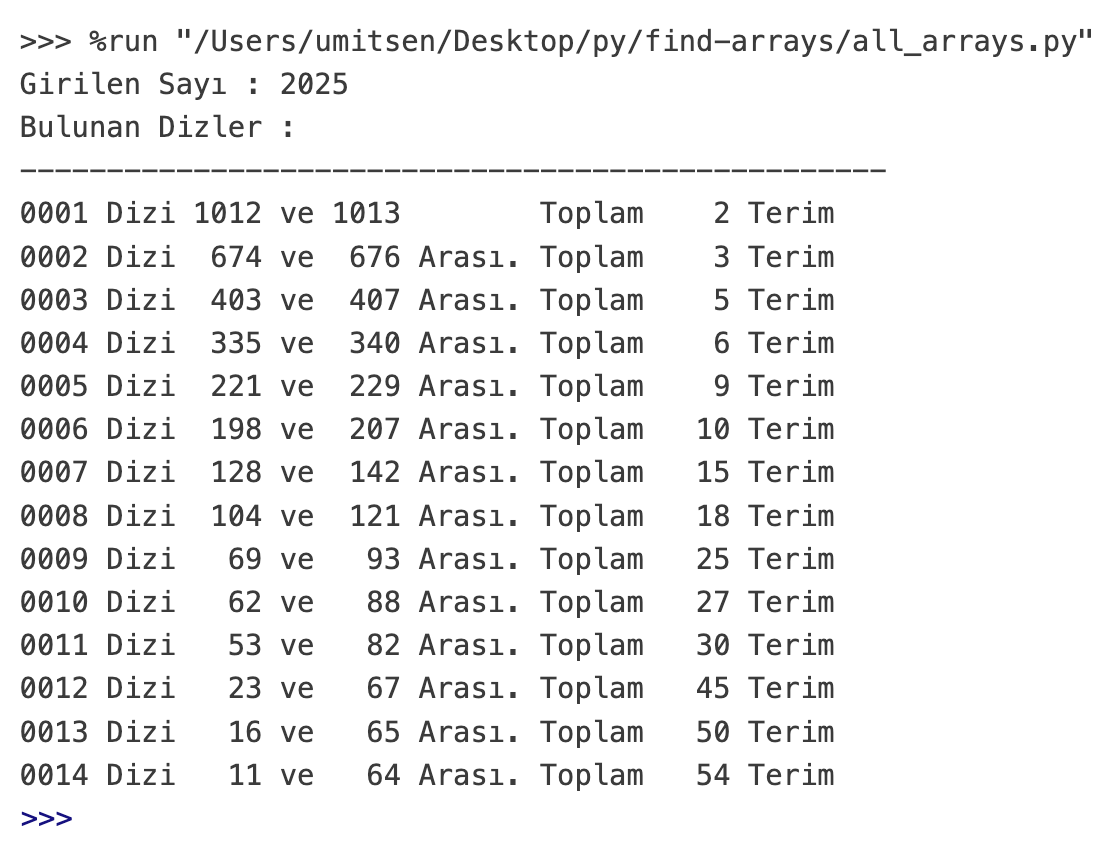 >>> %run "/Users/umitsen/Desktop/py/find-arrays/all_arrays.py"
Girilen Sayı : 2025
Bulunan Dizler :
--------------------------------------------------
0001 Dizi 1012 ve 1013        Toplam    2 Terim
0002 Dizi  674 ve  676 Arası. Toplam    3 Terim
0003 Dizi  403 ve  407 Arası. Toplam    5 Terim
0004 Dizi  335 ve  340 Arası. Toplam    6 Terim
0005 Dizi  221 ve  229 Arası. Toplam    9 Terim
0006 Dizi  198 ve  207 Arası. Toplam   10 Terim
0007 Dizi  128 ve  142 Arası. Toplam   15 Terim
0008 Dizi  104 ve  121 Arası. Toplam   18 Terim
0009 Dizi   69 ve   93 Arası. Toplam   25 Terim
0010 Dizi   62 ve   88 Arası. Toplam   27 Terim
0011 Dizi   53 ve   82 Arası. Toplam   30 Terim
0012 Dizi   23 ve   67 Arası. Toplam   45 Terim
0013 Dizi   16 ve   65 Arası. Toplam   50 Terim
0014 Dizi   11 ve   64 Arası. Toplam   54 Terim
>>>